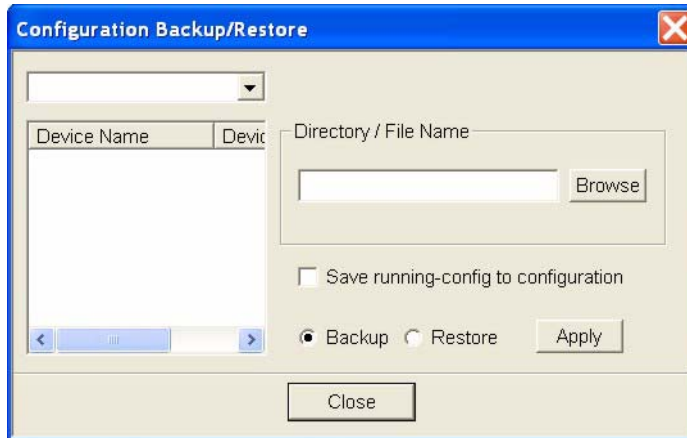 Configuration Backup/Restore
Device Name
Devic
Directory / File Name
Browse
Save running-config to configuration
Backup
Restore
Apply
Close